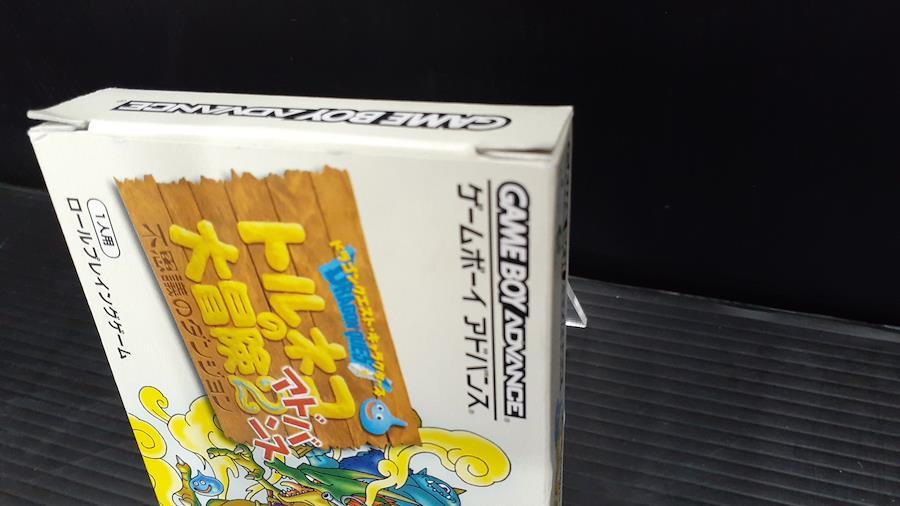 GAME BOY ADVANCE
GAME BOY ADVANCE
ゲームボーイ アドバンス
ドラゴンクエスト・キャラクターズ
トルネコの
大冒険2
アドバンス
不思議のダンジョン
1人用
ロールプレイングゲーム